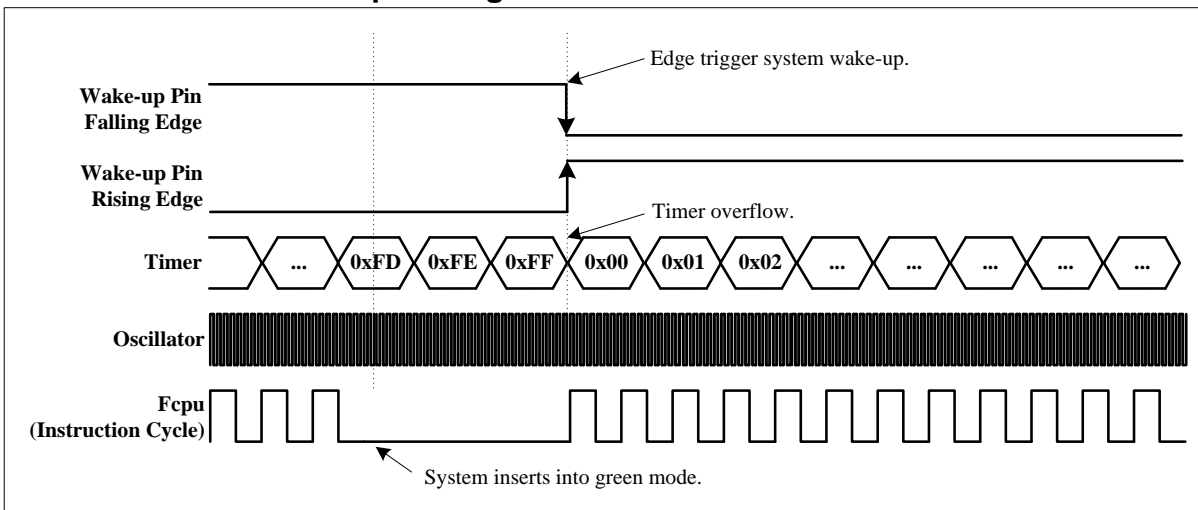 Edge trigger system wake-up.
Wake-up Pin
Falling Edge
Wake-up Pin
Rising Edge
Timer overflow.
Timer ... 0xFD 0xFE 0xFF 0x00 0x01 0x02 ... ... ... ... ...
Oscillator
Fcpu
(Instruction Cycle)
System inserts into green mode.